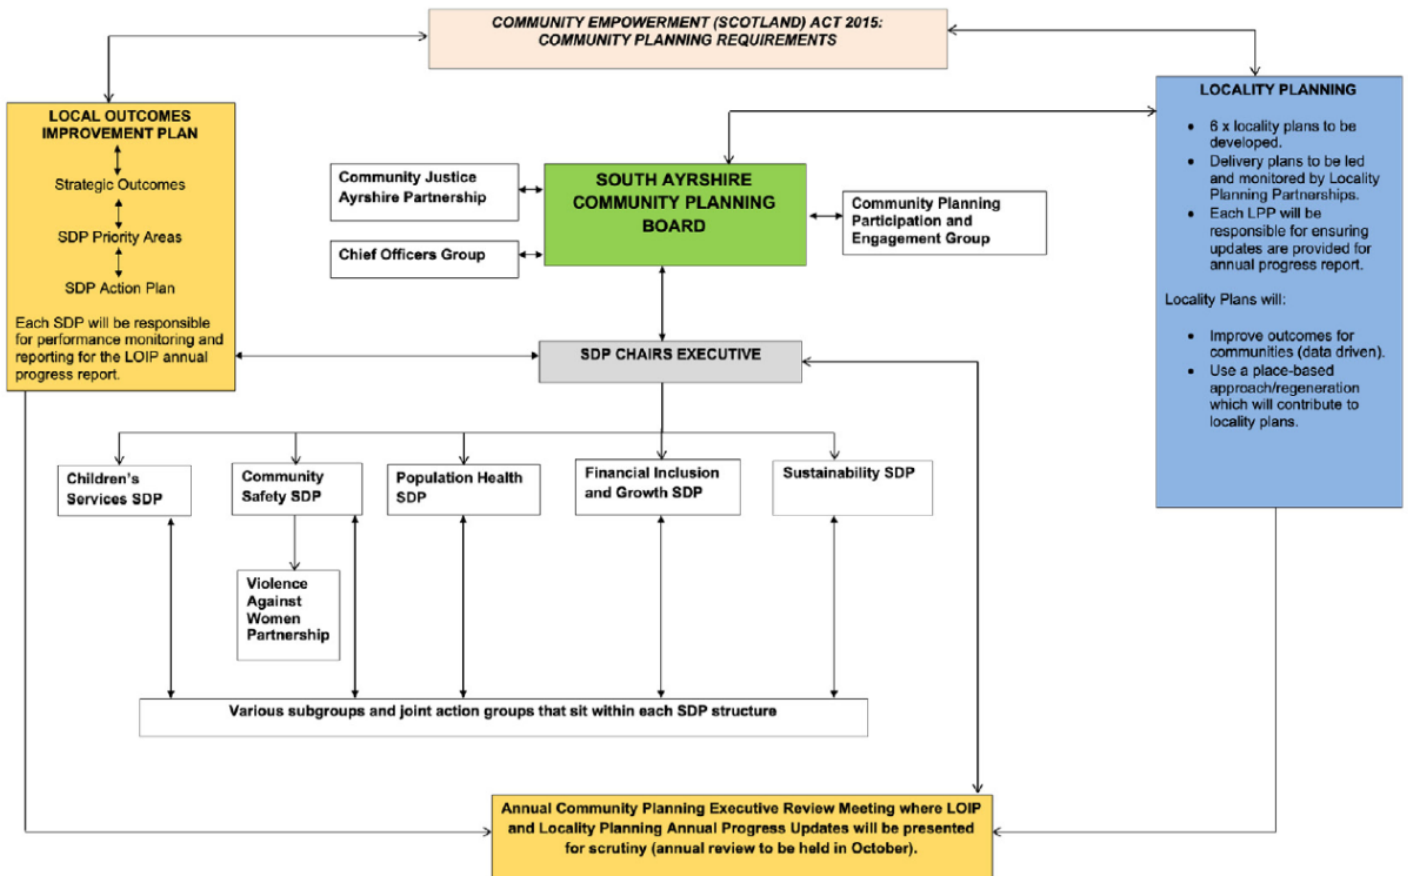 COMMUNITY EMPOWERMENT (SCOTLAND) ACT 2015:
COMMUNITY PLANNING REQUIREMENTS
LOCAL OUTCOMES
IMPROVEMENT PLAN
Strategic Outcomes
SDP Priority Areas
SDP Action Plan
Each SDP will be responsible
for performance monitoring and
reporting for the LOIP annual
progress report.
Community Justice
Ayrshire Partnership
Chief Officers Group
SOUTH AYRSHIRE
COMMUNITY PLANNING
BOARD
Community Planning
Participation and
Engagement Group
LOCALITY PLANNING
• 6 x locality plans to be
developed.
• Delivery plans to be led
and monitored by Locality
Planning Partnerships.
• Each LPP will be
responsible for ensuring
updates are provided for
annual progress report.
Locality Plans will:
• Improve outcomes for
communities (data driven).
• Use a place-based
approach/regeneration
which will contribute to
locality plans.
SDP CHAIRS EXECUTIVE
Children's
Services SDP
Community
Safety SDP
Population Health
SDP
Financial Inclusion
and Growth SDP
Sustainability SDP
Violence
Against
Women
Partnership
Various subgroups and joint action groups that sit within each SDP structure
Annual Community Planning Executive Review Meeting where LOIP
and Locality Planning Annual Progress Updates will be presented
for scrutiny (annual review to be held in October).